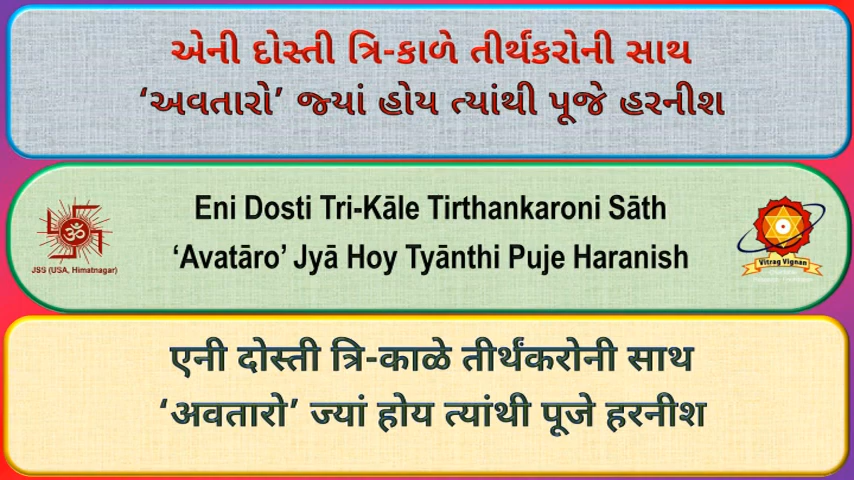 એની દોસ્તી ત્રિ-કાળે તીર્થંકરોની સાથ
‘અવતારો’ જ્યાં હોય ત્યાંથી પૂજે હરનીશ
Eni Dosti Tri-Kāle Tirthankaroni Sāth
‘Avatāro’ Jyā Hoy Tyānthi Puje Haranish
ॐ
JSS (USA, Himatnagar)
Vitrag Vignan
एनी दोस्ती त्रि-काळे तीर्थंकरोनी साथ
‘अवतारो’ ज्यां होय त्यांथी पूजे हरनीश